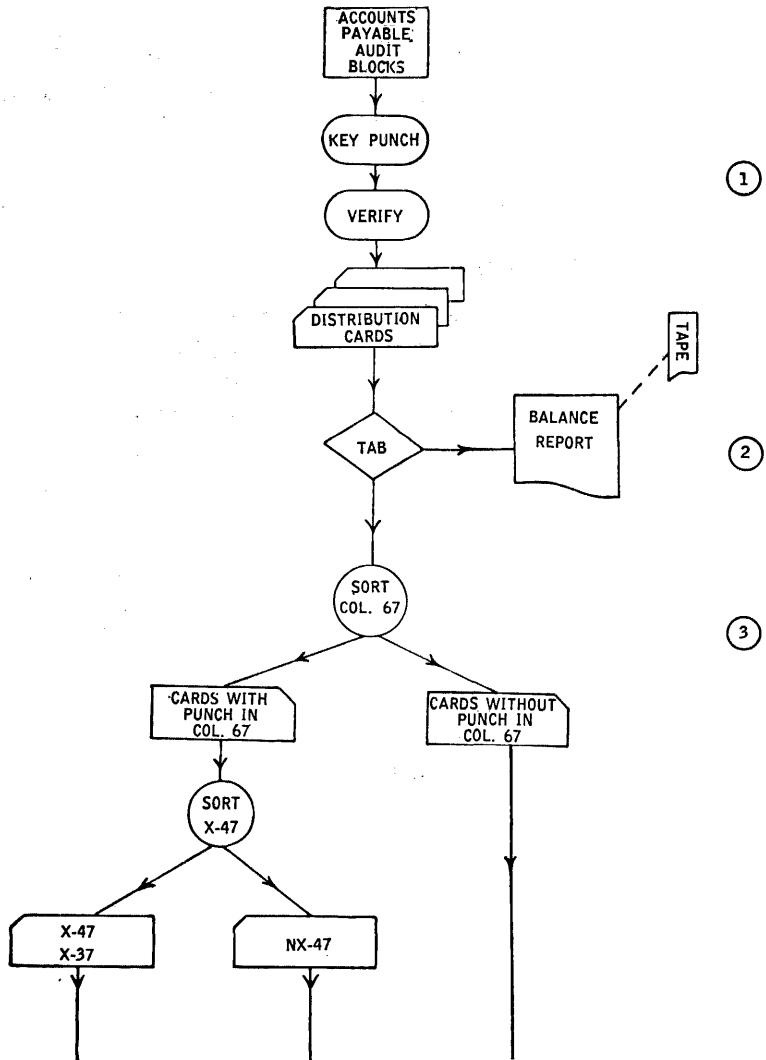 ACCOUNTS
PAYABLE
AUDIT
BLOCKS
KEY PUNCH
1
VERIFY
DISTRIBUTION
CARDS
TAPE
TAB
BALANCE
REPORT
2
SORT
COL. 67
3
CARDS WITH
PUNCH IN
COL. 67
CARDS WITHOUT
PUNCH IN
COL. 67
SORT
X-47
X-47
X-37
NX-47